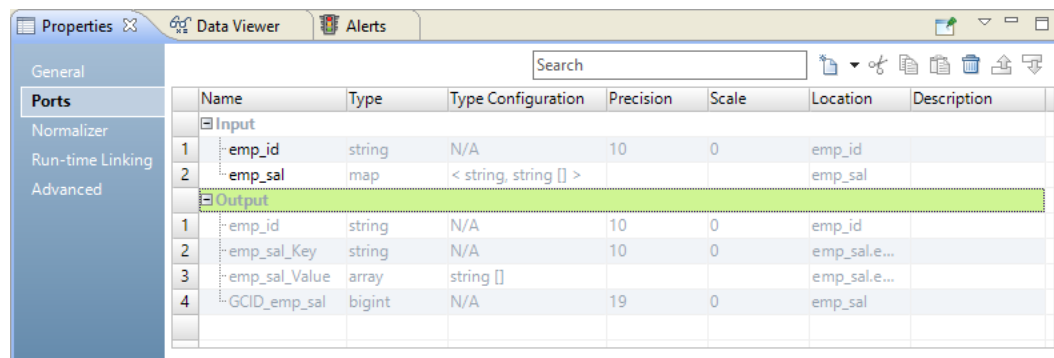 Properties Data Viewer Alerts
Search
General
Ports
Normalizer
Run-time Linking
Advanced
Name Type Type Configuration Precision Scale Location Description
Input
1 emp_id string N/A 10 0 emp_id
2 emp_sal map < string, string [] > emp_sal
Output
1 emp_id string N/A 10 0 emp_id
2 emp_sal_Key string N/A 10 0 emp_sal.e...
3 emp_sal_Value array string [] emp_sal.e...
4 GCID_emp_sal bigint N/A 19 0 emp_sal